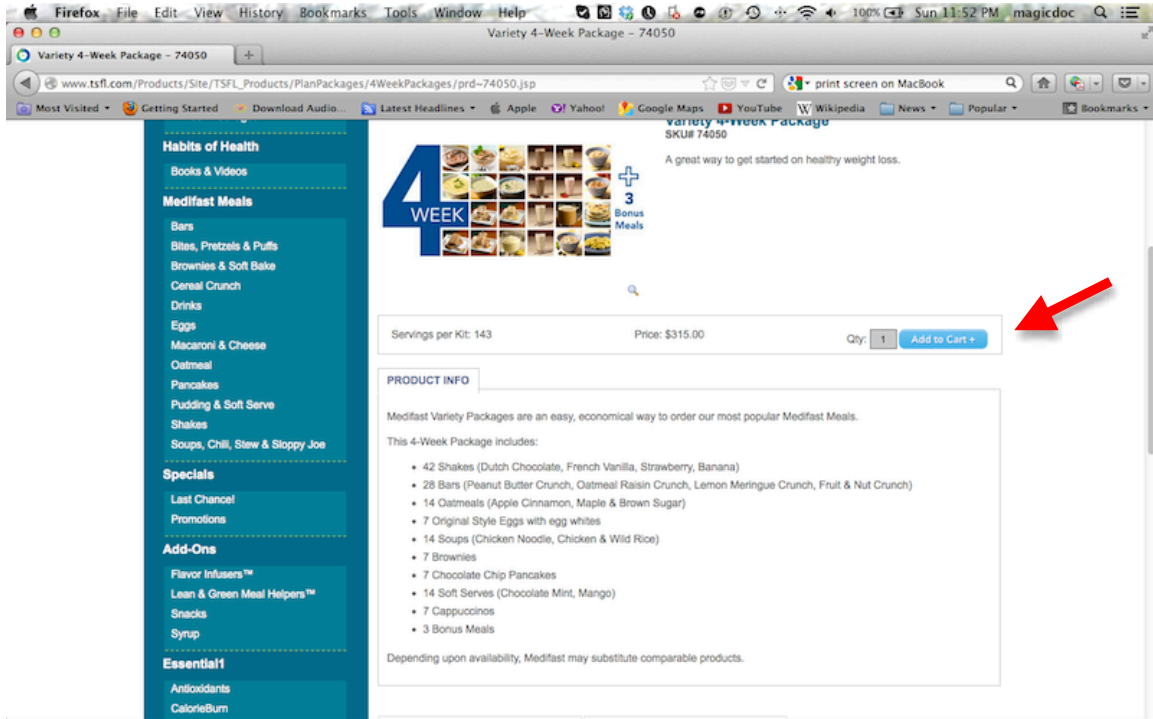 Firefox File Edit View History Bookmarks Tools Window Help 100% Sun 11:52 PM magicdoc
Variety 4-Week Package – 74050
Variety 4-Week Package – 74050 +
www.tsfl.com/Products/Site/TSFL_Products/PlanPackages/4WeekPackages/prd~74050.jsp print screen on MacBook
Most Visited Getting Started Download Audio... Latest Headlines Apple Yahoo! Google Maps YouTube Wikipedia News Popular Bookmarks
Habits of Health
Books & Videos
Medifast Meals
Bars
Bites, Pretzels & Puffs
Brownies & Soft Bake
Cereal Crunch
Drinks
Eggs
Macaroni & Cheese
Oatmeal
Pancakes
Pudding & Soft Serve
Shakes
Soups, Chili, Stew & Sloppy Joe
Specials
Last Chance!
Promotions
Add-Ons
Flavor Infusers™
Lean & Green Meal Helpers™
Snacks
Syrup
Essential1
Antioxidants
CalorieBurn
Variety 4-Week Package
SKU# 74050
A great way to get started on healthy weight loss.
4
WEEK
3
Bonus
Meals
Servings per Kit: 143 Price: $315.00 Qty: 1 Add to Cart +
PRODUCT INFO
Medifast Variety Packages are an easy, economical way to order our most popular Medifast Meals.
This 4-Week Package includes:
• 42 Shakes (Dutch Chocolate, French Vanilla, Strawberry, Banana)
• 28 Bars (Peanut Butter Crunch, Oatmeal Raisin Crunch, Lemon Meringue Crunch, Fruit & Nut Crunch)
• 14 Oatmeals (Apple Cinnamon, Maple & Brown Sugar)
• 7 Original Style Eggs with egg whites
• 14 Soups (Chicken Noodle, Chicken & Wild Rice)
• 7 Brownies
• 7 Chocolate Chip Pancakes
• 14 Soft Serves (Chocolate Mint, Mango)
• 7 Cappuccinos
• 3 Bonus Meals
Depending upon availability, Medifast may substitute comparable products.